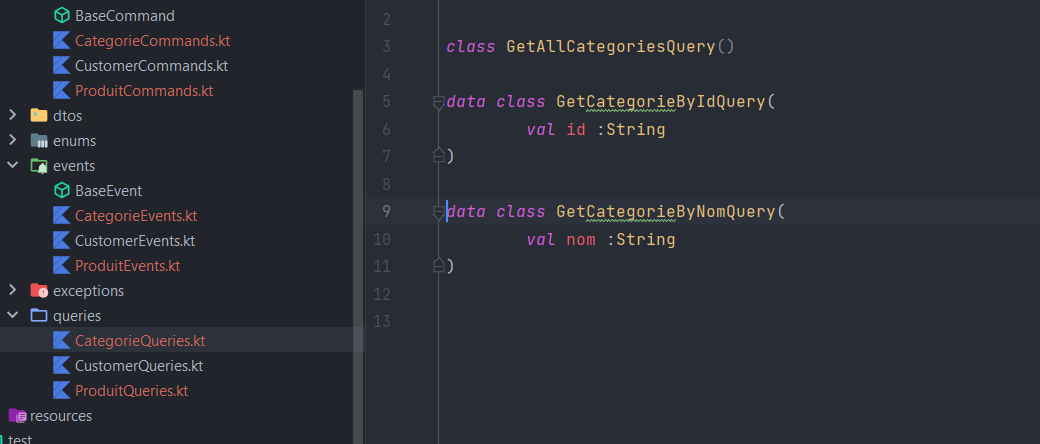 BaseCommand
CategorieCommands.kt
CustomerCommands.kt
ProduitCommands.kt
dtos
enums
events
BaseEvent
CategorieEvents.kt
CustomerEvents.kt
ProduitEvents.kt
exceptions
queries
CategorieQueries.kt
CustomerQueries.kt
ProduitQueries.kt
resources
test
2
3 class GetAllCategoriesQuery()
4
5 data class GetCategorieByIdQuery(
6 val id :String
7 )
8
9 data class GetCategorieByNomQuery(
10 val nom :String
11 )
12
13